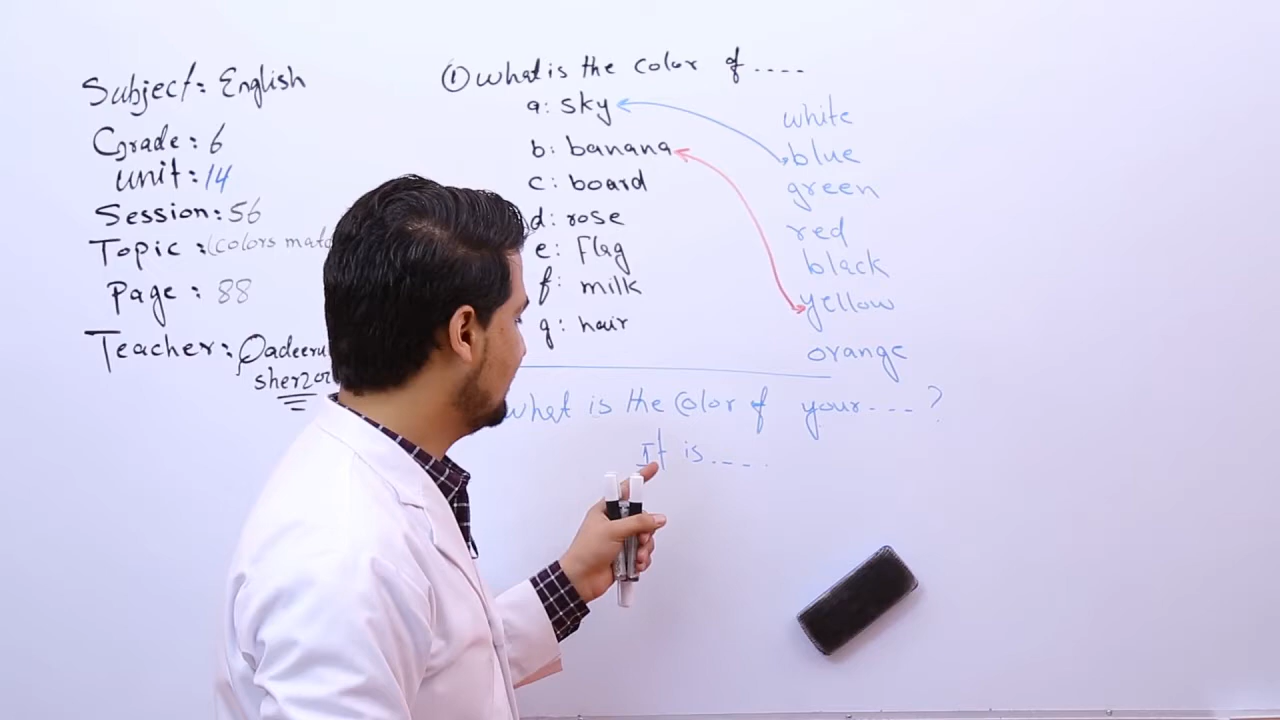 Subject: English
Grade: 6
unit: 14
Session: 56
Topic: (colors
page: 88
Teacher:
① what is the color of ....
a: sky
b: banana
c: board
d: rose
e: flag
f: milk
g: hair
white
blue
green
red
black
yellow
orange
what is the color of your --- ?
It is ----